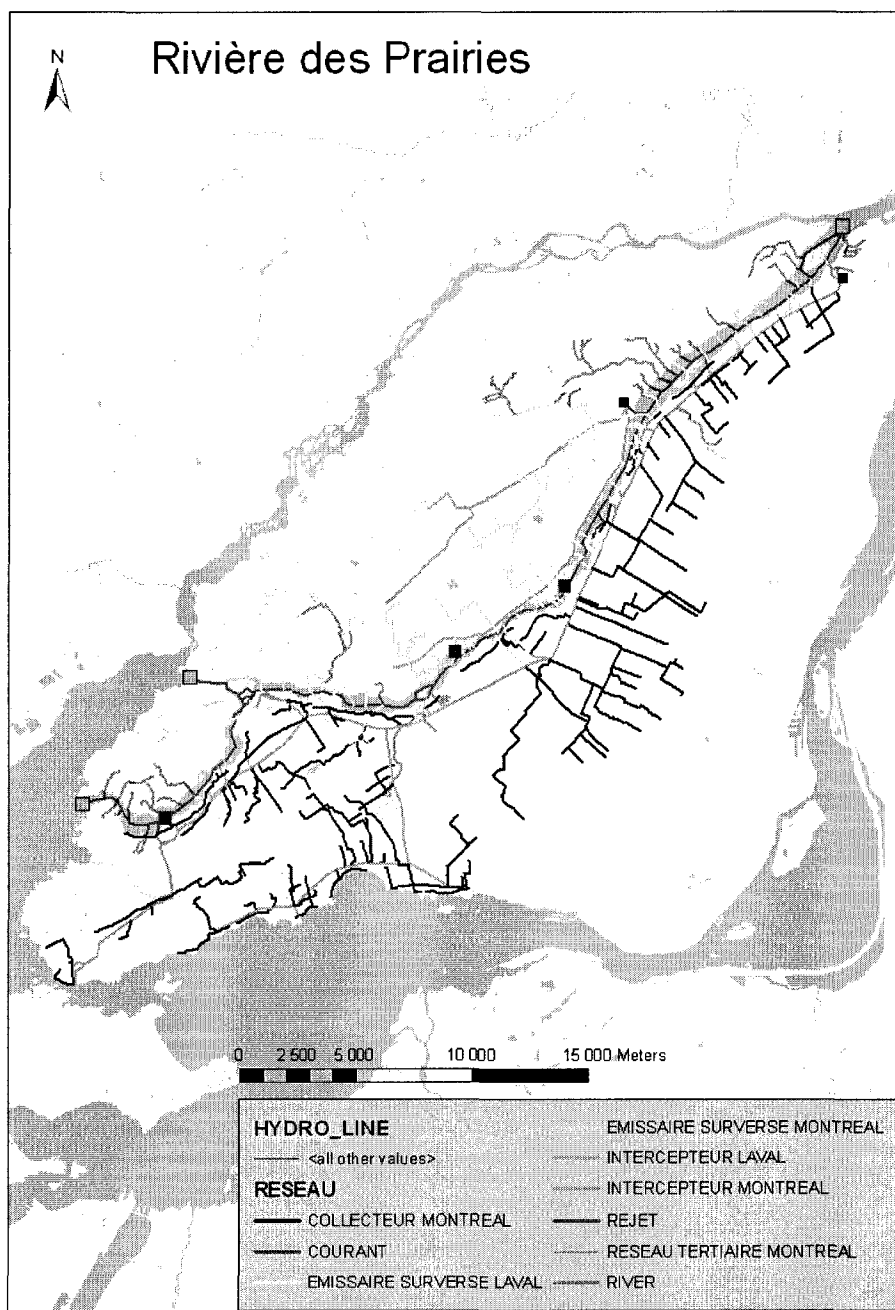 Rivière des Prairies
N
0 2 500 5 000 10 000 15 000 Meters
HYDRO_LINE
<all other values>
RESEAU
COLLECTEUR MONTREAL
COURANT
EMISSAIRE SURVERSE LAVAL
EMISSAIRE SURVERSE MONTREAL
INTERCEPTEUR LAVAL
INTERCEPTEUR MONTREAL
REJET
RESEAU TERTIAIRE MONTREAL
RIVER